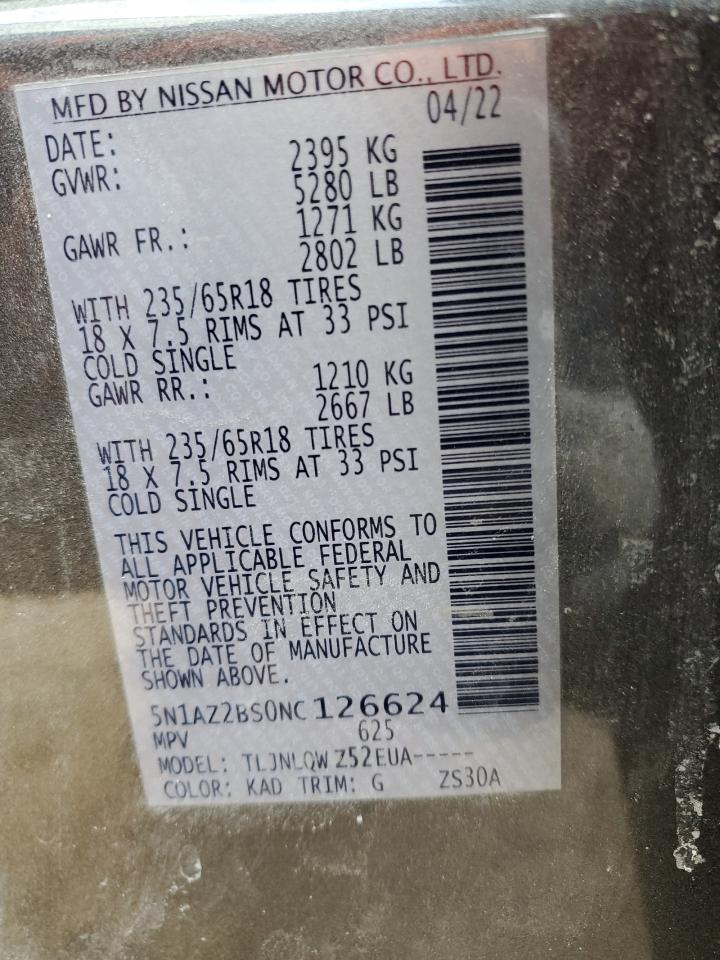 MFD BY NISSAN MOTOR CO., LTD.
DATE: 04/22
GVWR: 2395 KG
5280 LB
GAWR FR.: 1271 KG
2802 LB
WITH 235/65R18 TIRES
18 X 7.5 RIMS AT 33 PSI
COLD SINGLE
GAWR RR.: 1210 KG
2667 LB
WITH 235/65R18 TIRES
18 X 7.5 RIMS AT 33 PSI
COLD SINGLE
THIS VEHICLE CONFORMS TO
ALL APPLICABLE FEDERAL
MOTOR VEHICLE SAFETY AND
THEFT PREVENTION
STANDARDS IN EFFECT ON
THE DATE OF MANUFACTURE
SHOWN ABOVE.
5N1AZ2BS0NC 126624
MPV 625
MODEL: TLJNLQW Z52EUA-----
COLOR: KAD TRIM: G ZS30A